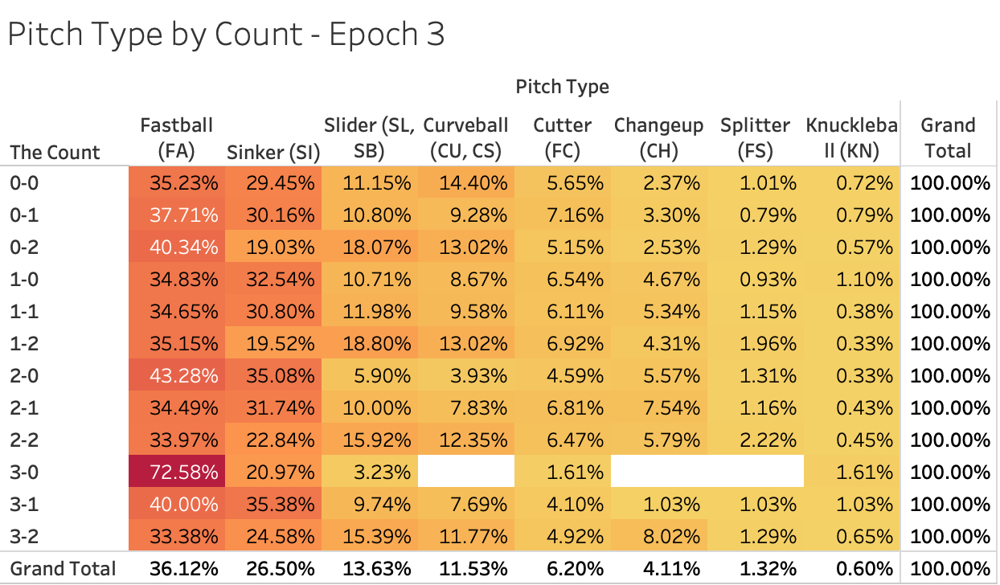 Pitch Type by Count - Epoch 3
Pitch Type
Fastball Slider (SL, Curveball Cutter Changeup Splitter Knuckleba Grand
The Count (FA) Sinker (SI) SB) (CU, CS) (FC) (CH) (FS) ll (KN) Total
0-0 35.23% 29.45% 11.15% 14.40% 5.65% 2.37% 1.01% 0.72% 100.00%
0-1 37.71% 30.16% 10.80% 9.28% 7.16% 3.30% 0.79% 0.79% 100.00%
0-2 40.34% 19.03% 18.07% 13.02% 5.15% 2.53% 1.29% 0.57% 100.00%
1-0 34.83% 32.54% 10.71% 8.67% 6.54% 4.67% 0.93% 1.10% 100.00%
1-1 34.65% 30.80% 11.98% 9.58% 6.11% 5.34% 1.15% 0.38% 100.00%
1-2 35.15% 19.52% 18.80% 13.02% 6.92% 4.31% 1.96% 0.33% 100.00%
2-0 43.28% 35.08% 5.90% 3.93% 4.59% 5.57% 1.31% 0.33% 100.00%
2-1 34.49% 31.74% 10.00% 7.83% 6.81% 7.54% 1.16% 0.43% 100.00%
2-2 33.97% 22.84% 15.92% 12.35% 6.47% 5.79% 2.22% 0.45% 100.00%
3-0 72.58% 20.97% 3.23% 1.61% 1.61% 100.00%
3-1 40.00% 35.38% 9.74% 7.69% 4.10% 1.03% 1.03% 1.03% 100.00%
3-2 33.38% 24.58% 15.39% 11.77% 4.92% 8.02% 1.29% 0.65% 100.00%
Grand Total 36.12% 26.50% 13.63% 11.53% 6.20% 4.11% 1.32% 0.60% 100.00%